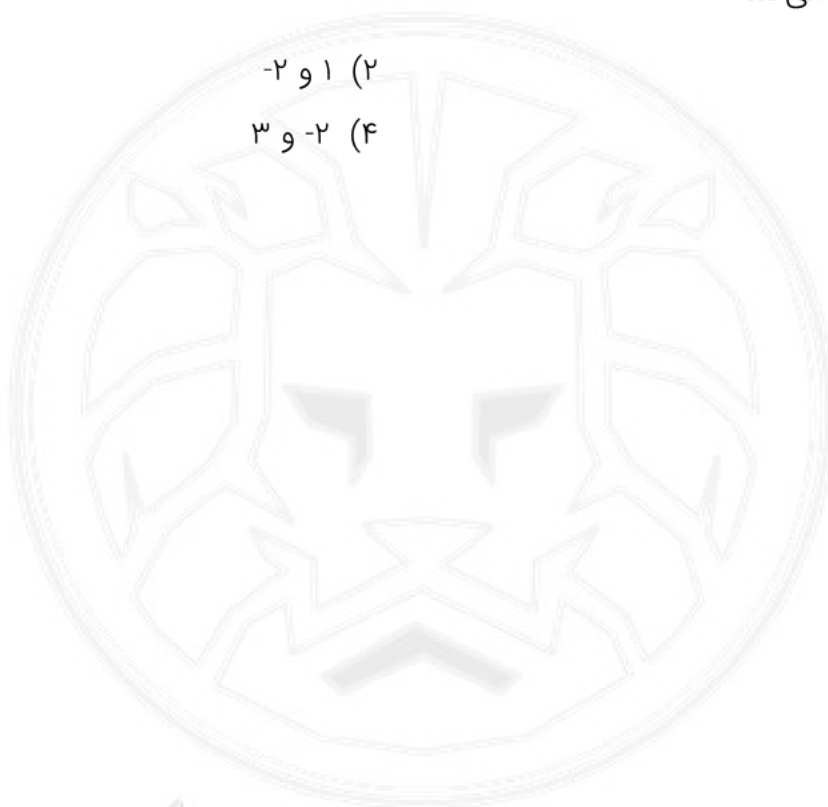 ۲) ۱ و ۲-
۴) ۲- و ۳